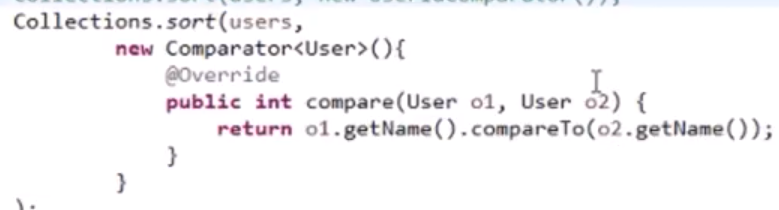 Collections.sort(users,
new Comparator<User>(){
@Override
public int compare(User o1, User o2) {
return o1.getName().compareTo(o2.getName());
}
}
);